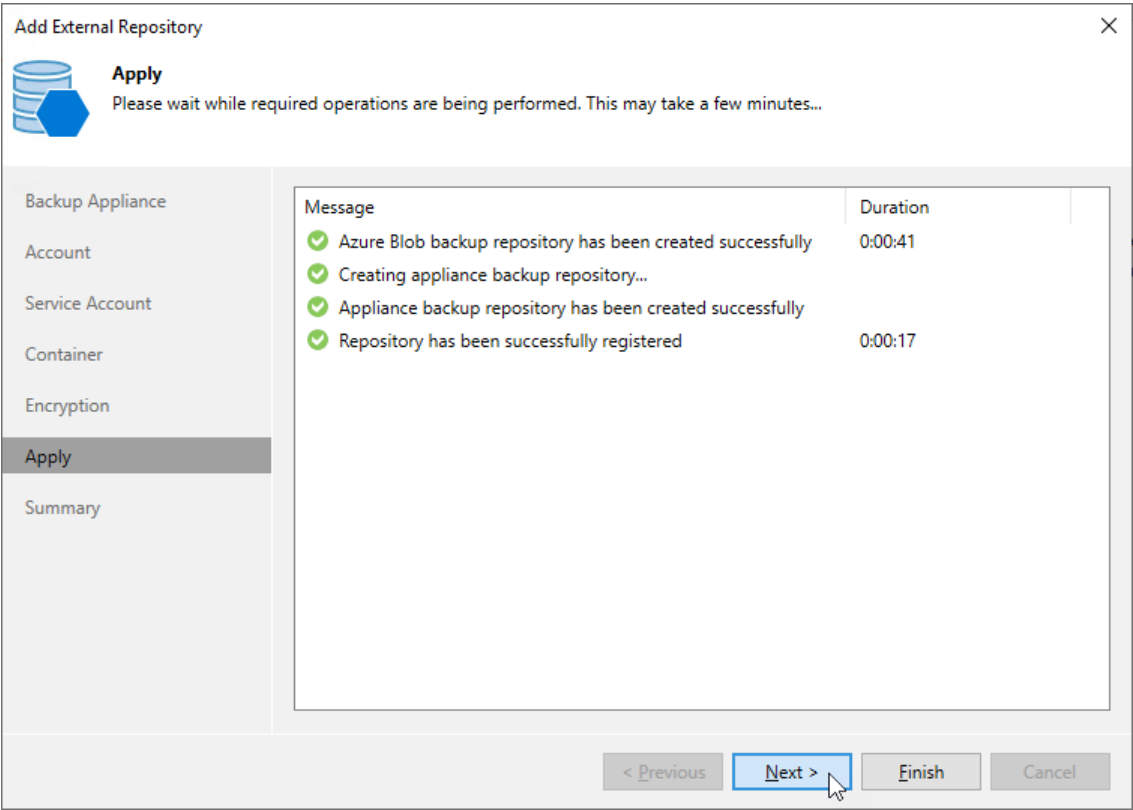 Add External Repository
Apply
Please wait while required operations are being performed. This may take a few minutes...
Backup Appliance
Account
Service Account
Container
Encryption
Apply
Summary
Message Duration
Azure Blob backup repository has been created successfully 0:00:41
Creating appliance backup repository...
Appliance backup repository has been created successfully
Repository has been successfully registered 0:00:17
< Previous Next > Finish Cancel